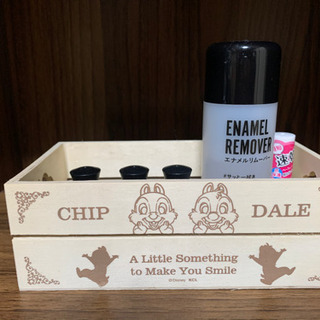 ENAMEL
REMOVER
エナメルリムーバー
CHIP
DALE
A Little Something
to Make You Smile
©Disney